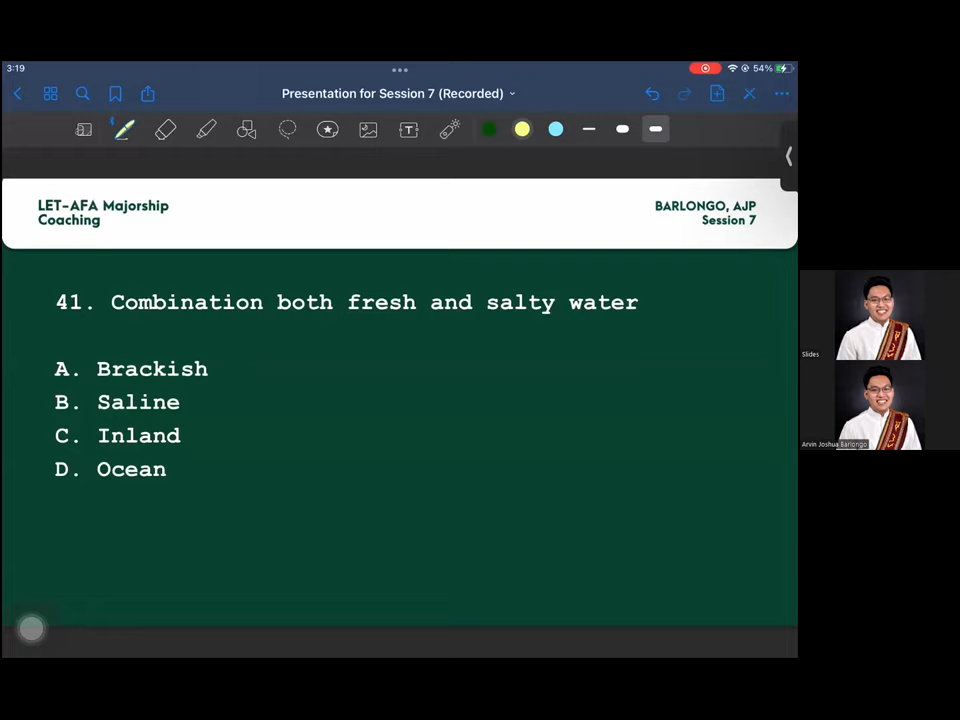 3:19
54%
Presentation for Session 7 (Recorded)
LET-AFA Majorship
Coaching
BARLONGO, AJP
Session 7
41. Combination both fresh and salty water
A. Brackish
B. Saline
C. Inland
D. Ocean
Slides
Arvin Joshua Barlongo